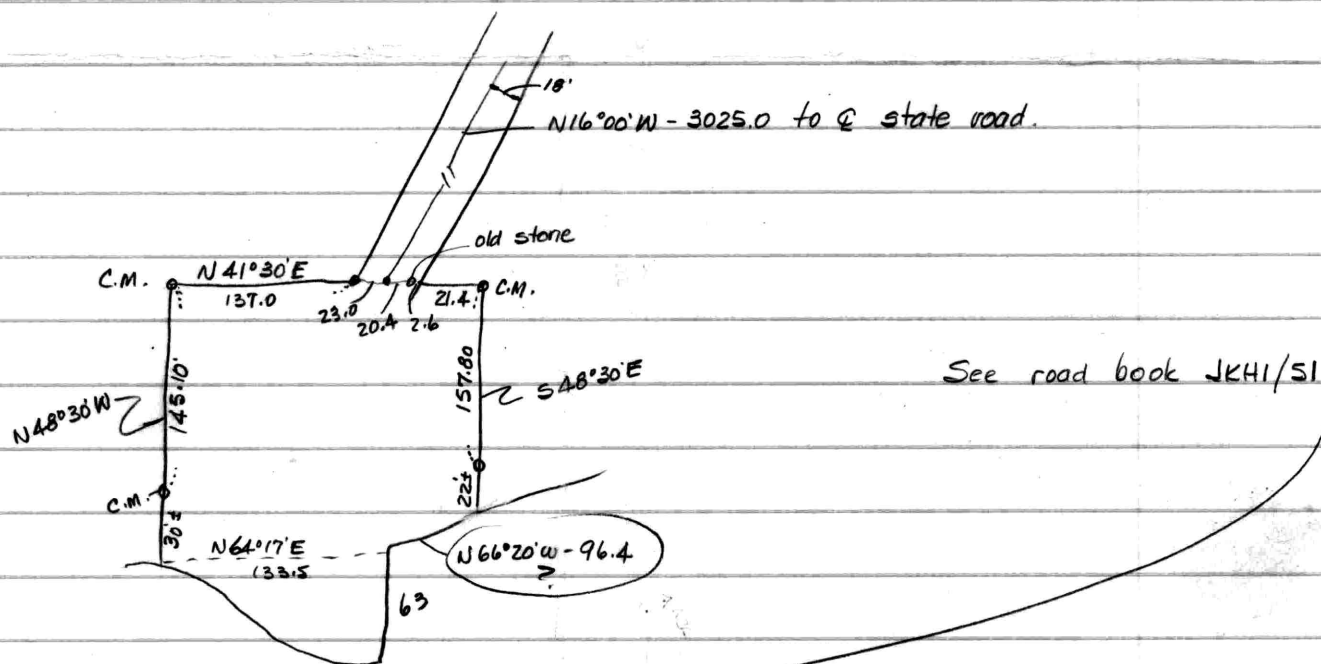 18'
N16°00'W - 3025.0 to ℄ state road.
old stone
C.M.
N 41°30'E
137.0
23.0
20.4
2.6
21.4
C.M.
N48°30'W
145.10'
157.80
S48°30'E
See road book JKH1/51
C.M.
30'±
22'±
N64°17'E
133.5
N66°20'W - 96.4
?
63